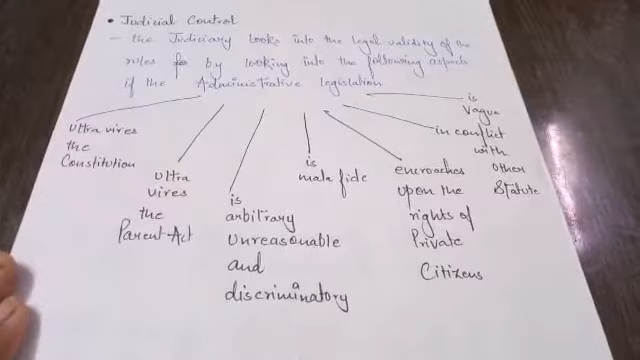 • Judicial Control
- the Judiciary looks into the legal validity of the
rules by looking into the following aspects
if the Administrative legislation
ultra vires
the
Constitution
ultra
vires
the
Parent-Act
is
arbitrary
unreasonable
and
discriminatory
is
mala fide
encroaches
upon the
rights of
Private
Citizens
in conflict
with
other
Statute
is
Vague